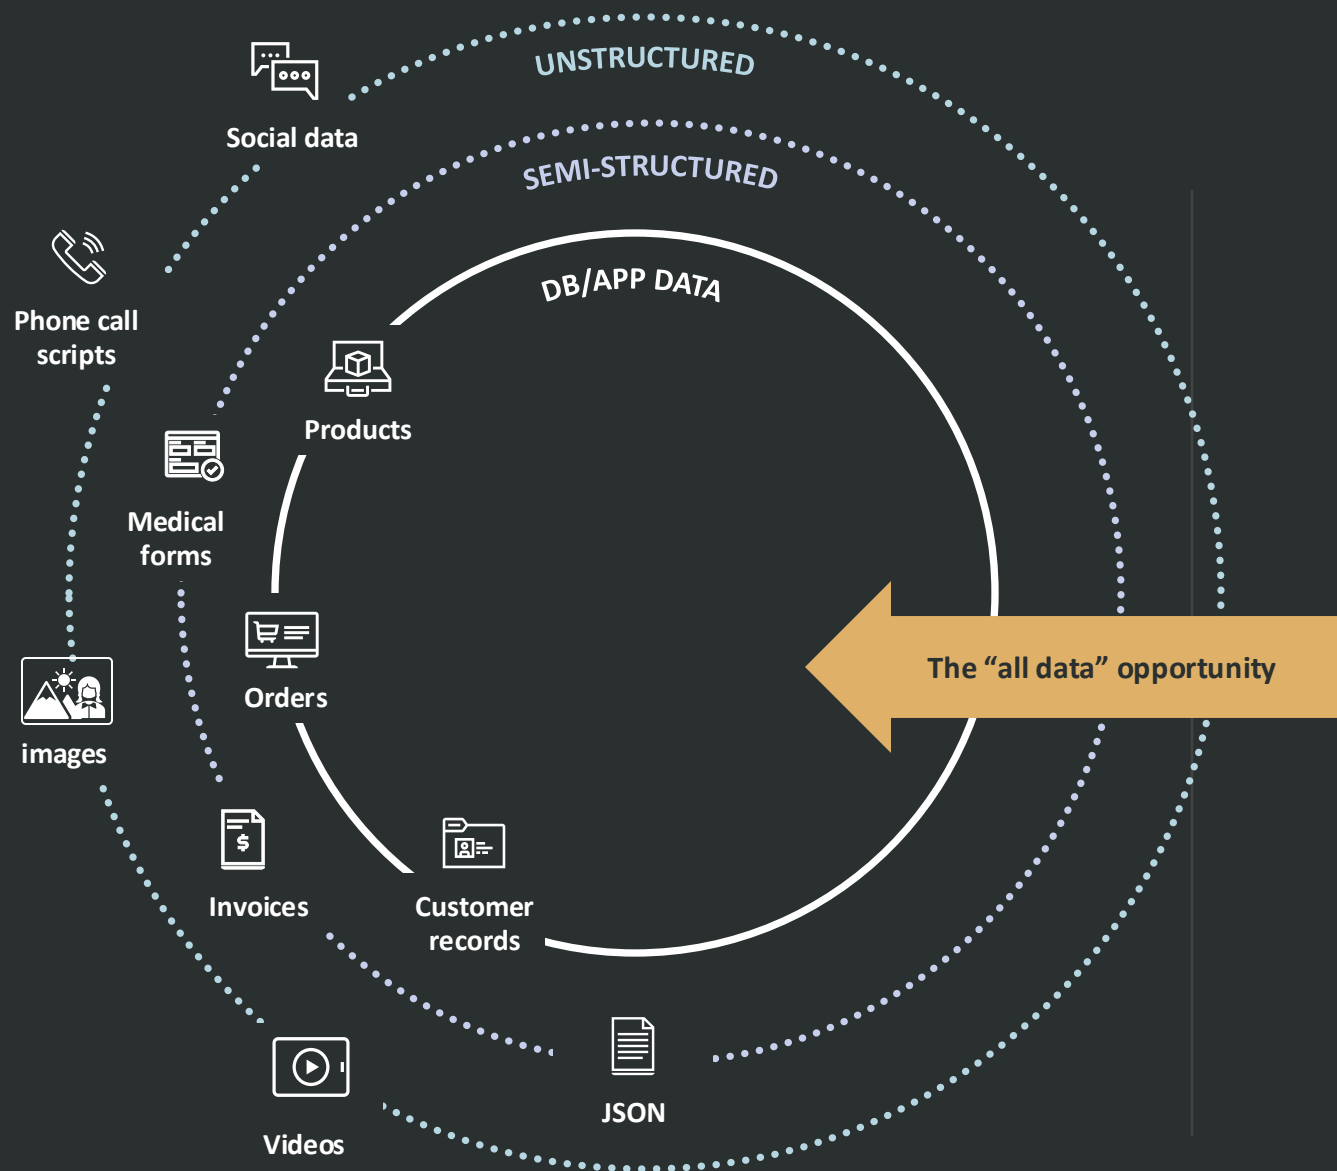 UNSTRUCTURED
Social data
SEMI-STRUCTURED
Phone call
scripts
DB/APP DATA
Products
Medical
forms
Orders
The “all data” opportunity
images
Invoices
$
Customer
records
JSON
Videos